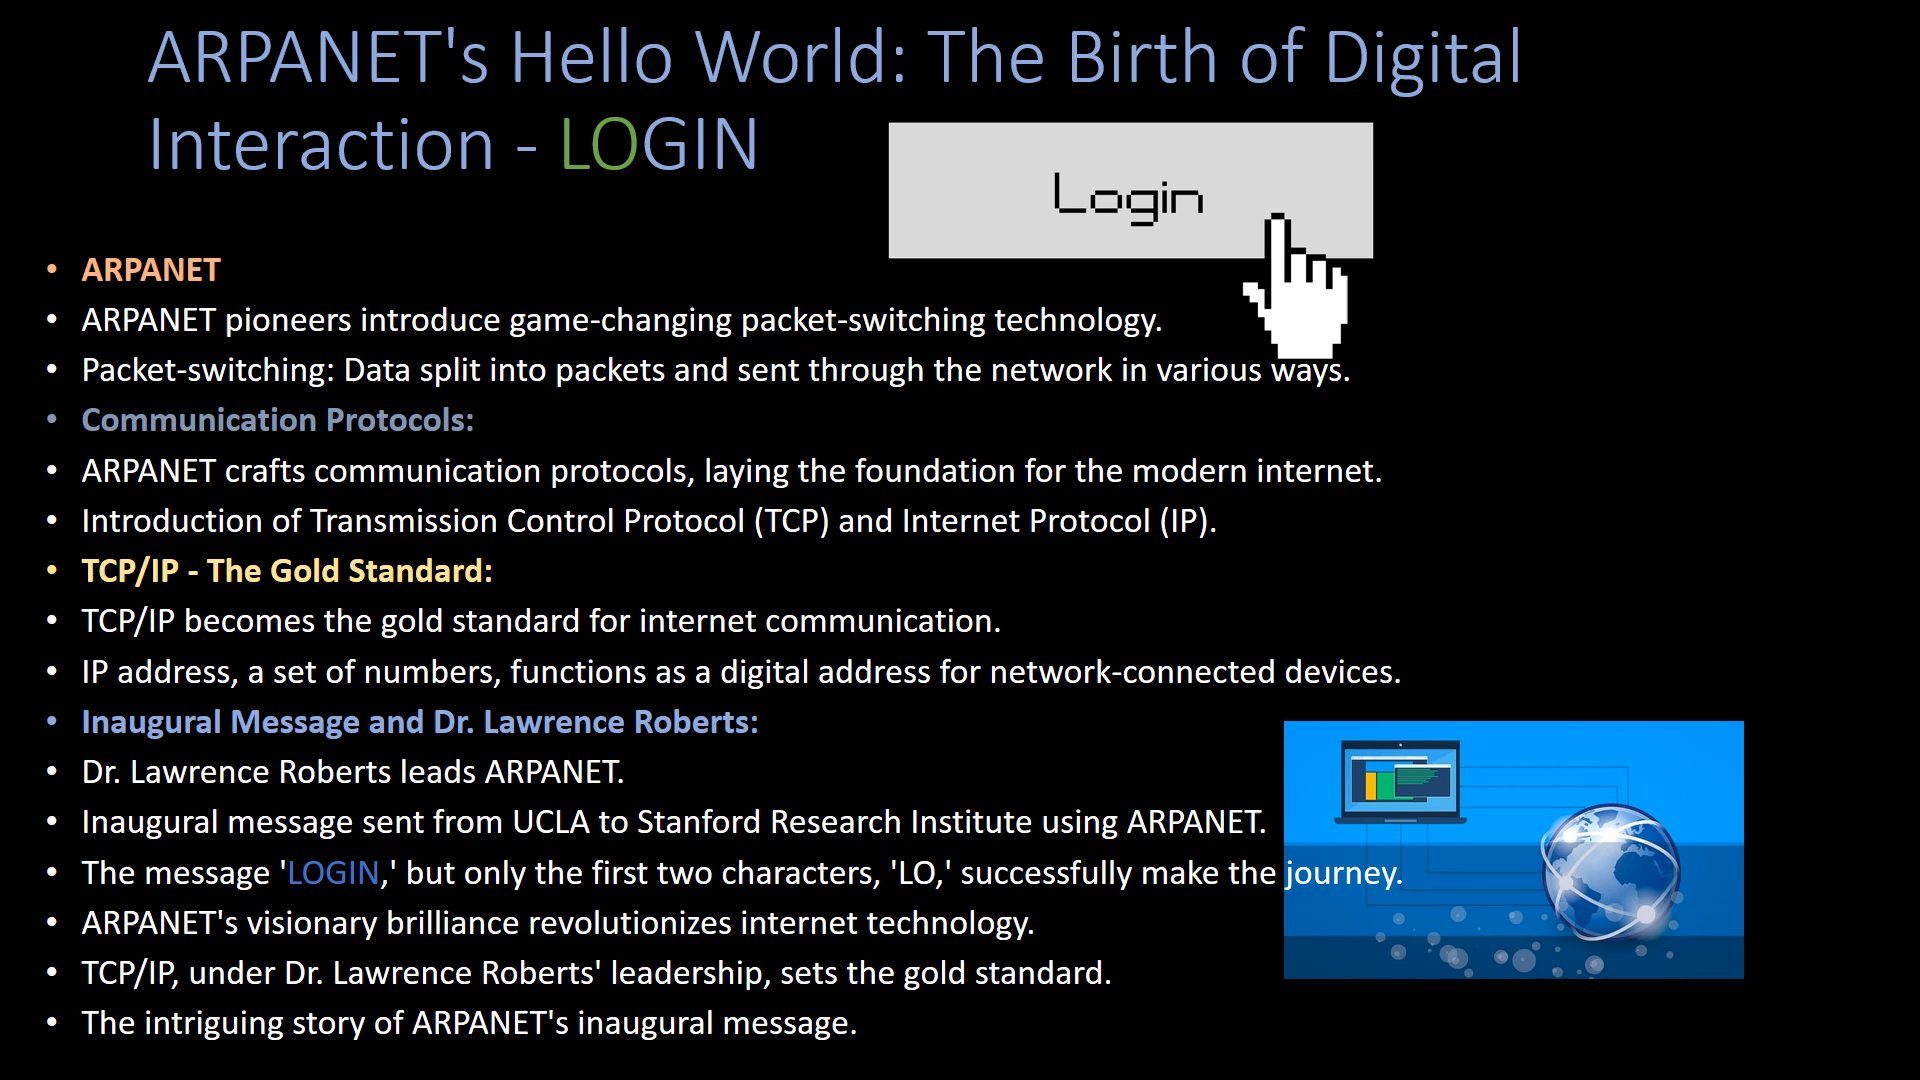 ARPANET's Hello World: The Birth of Digital
Interaction - LOGIN
Login
• ARPANET
• ARPANET pioneers introduce game-changing packet-switching technology.
• Packet-switching: Data split into packets and sent through the network in various ways.
• Communication Protocols:
• ARPANET crafts communication protocols, laying the foundation for the modern internet.
• Introduction of Transmission Control Protocol (TCP) and Internet Protocol (IP).
• TCP/IP - The Gold Standard:
• TCP/IP becomes the gold standard for internet communication.
• IP address, a set of numbers, functions as a digital address for network-connected devices.
• Inaugural Message and Dr. Lawrence Roberts:
• Dr. Lawrence Roberts leads ARPANET.
• Inaugural message sent from UCLA to Stanford Research Institute using ARPANET.
• The message 'LOGIN,' but only the first two characters, 'LO,' successfully make the journey.
• ARPANET's visionary brilliance revolutionizes internet technology.
• TCP/IP, under Dr. Lawrence Roberts' leadership, sets the gold standard.
• The intriguing story of ARPANET's inaugural message.